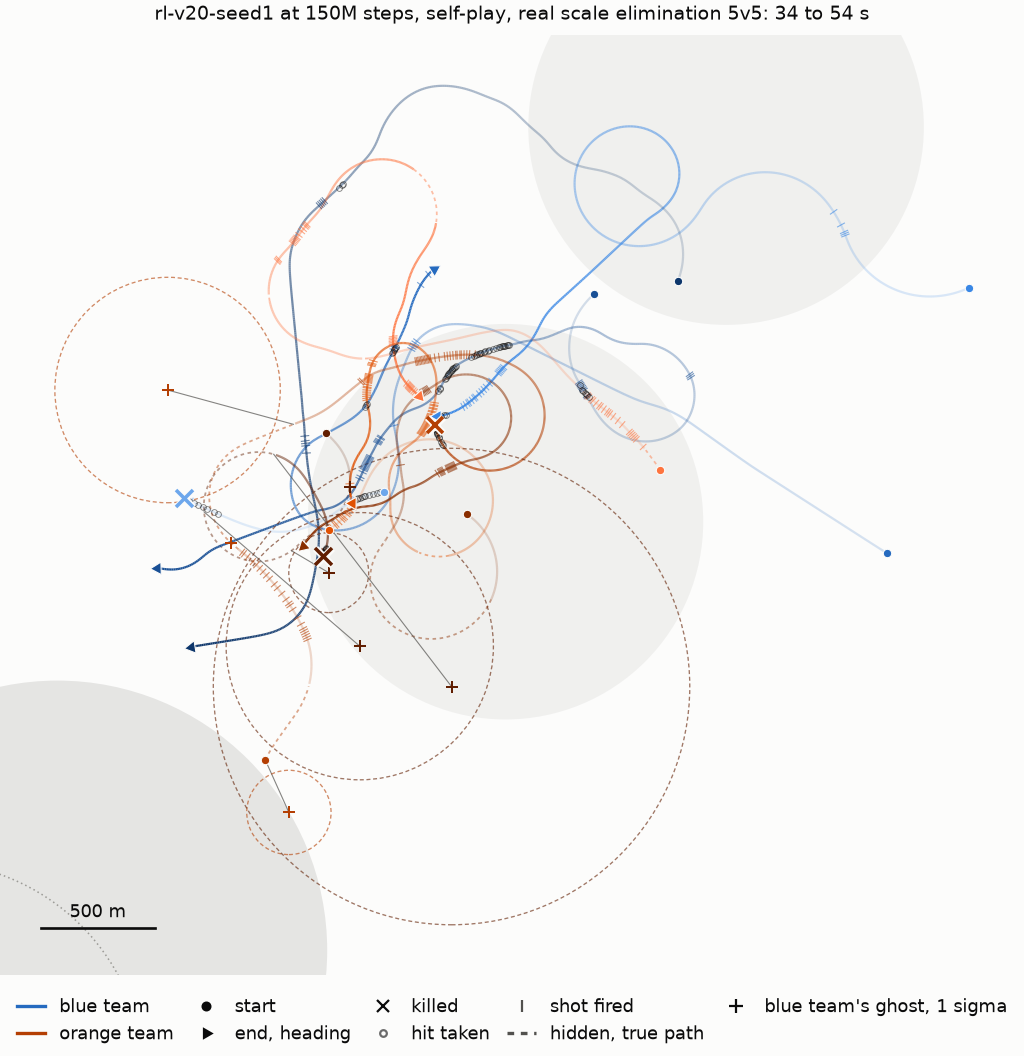 rl-v20-seed1 at 150M steps, self-play, real scale elimination 5v5: 34 to 54 s
500 m
blue team
start
killed
shot fired
blue team's ghost, 1 sigma
orange team
end, heading
hit taken
hidden, true path